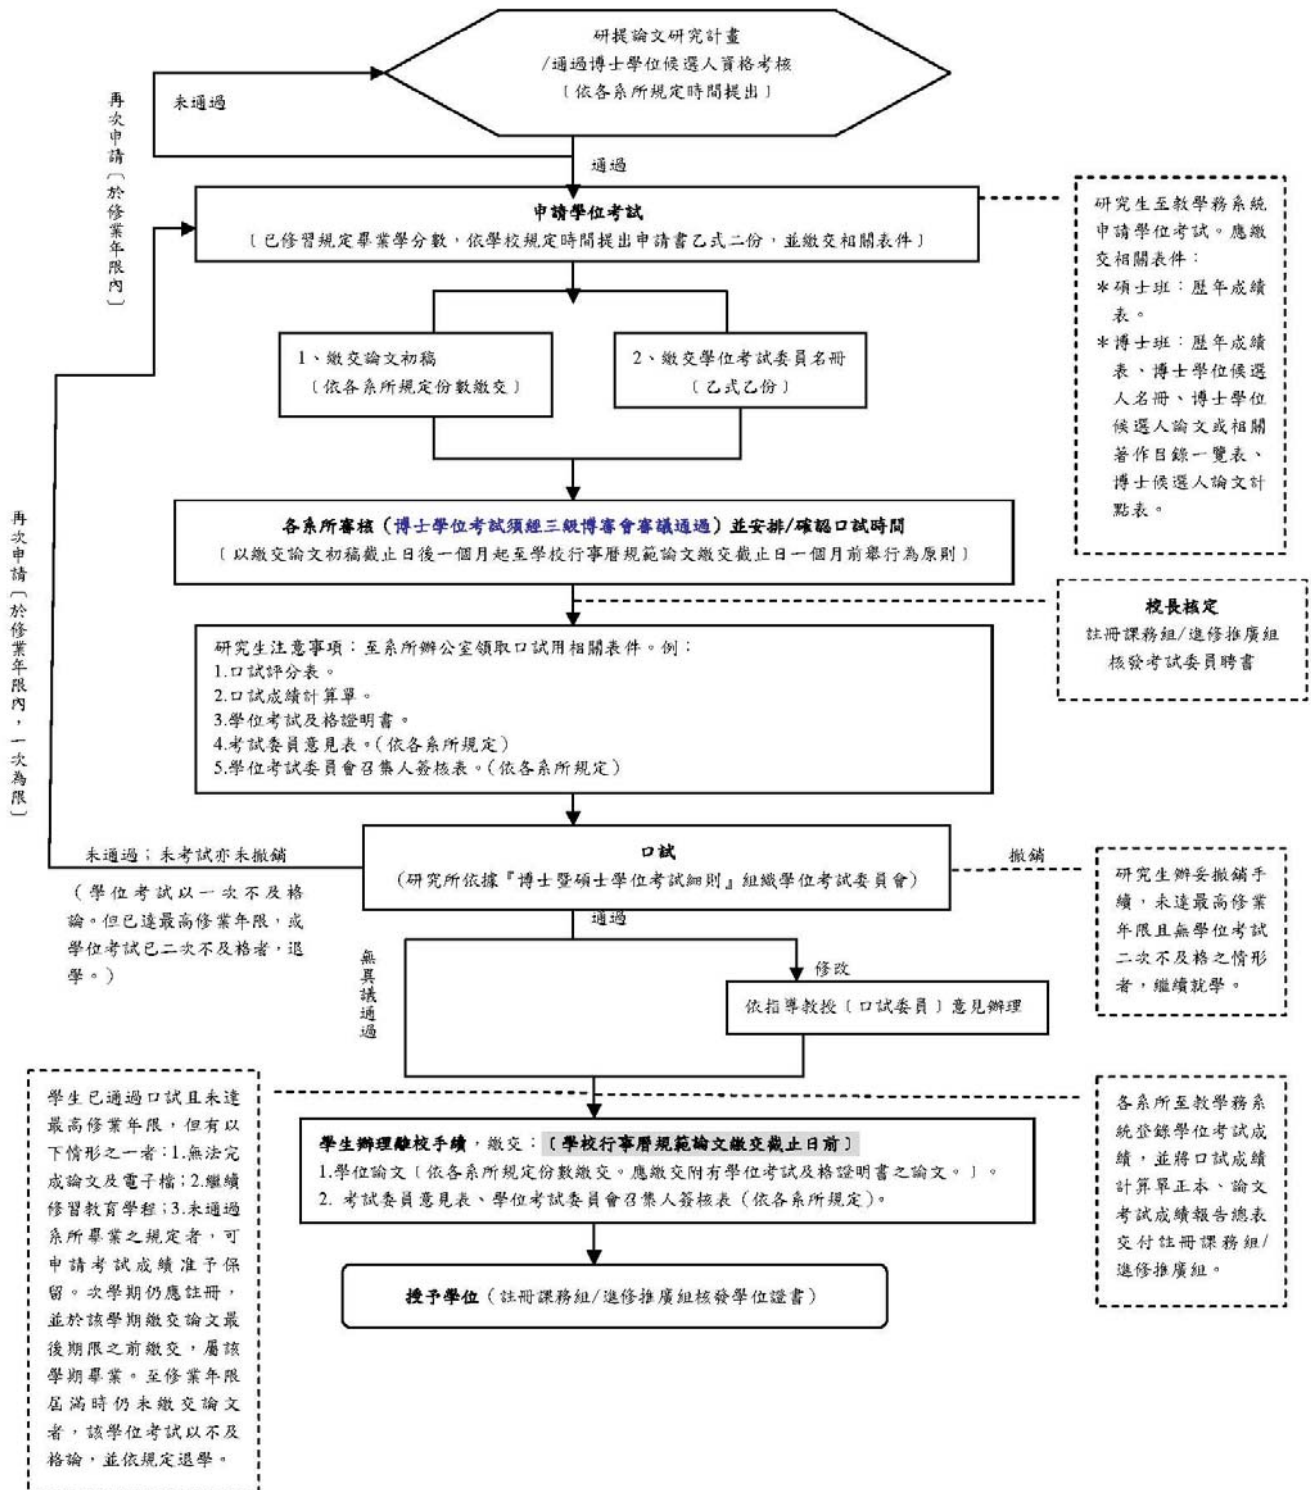 研提論文研究計畫
/通過博士學位候選人資格考核
〔依各系所規定時間提出〕
未通過
再次申請〔於修業年限內〕
通過
申請學位考試
〔已修習規定畢業學分數，依學校規定時間提出申請書乙式二份，並繳交相關表件〕
研究生至教學務系統
申請學位考試。應繳
交相關表件：
＊碩士班：歷年成績
表。
＊博士班：歷年成績
表、博士學位候選
人名冊、博士學位
候選人論文或相關
著作目錄一覽表、
博士候選人論文計
點表。
1、繳交論文初稿
〔依各系所規定份數繳交〕
2、繳交學位考試委員名冊
〔乙式乙份〕
各系所審核（博士學位考試須經三級博審會審議通過）並安排/確認口試時間
〔以繳交論文初稿截止日後一個月起至學校行事曆規範論文繳交截止日一個月前舉行為原則〕
再次申請〔於修業年限內，一次為限〕
校長核定
註冊課務組/進修推廣組
核發考試委員聘書
研究生注意事項：至系所辦公室領取口試用相關表件。例：
1.口試評分表。
2.口試成績計算單。
3.學位考試及格證明書。
4.考試委員意見表。(依各系所規定)
5.學位考試委員會召集人簽核表。(依各系所規定)
口試
(研究所依據『博士暨碩士學位考試細則』組織學位考試委員會)
未通過；未考試亦未撤銷
（學位考試以一次不及格
論。但已達最高修業年限，或
學位考試已二次不及格者，退
學。）
撤銷
研究生辦妥撤銷手
續，未達最高修業
年限且無學位考試
二次不及格之情形
者，繼續就學。
通過
無異議通過
修改
依指導教授〔口試委員〕意見辦理
學生已通過口試且未達
最高修業年限，但有以
下情形之一者：1.無法完
成論文及電子檔；2.繼續
修習教育學程；3.未通過
系所畢業之規定者，可
申請考試成績准予保
留。次學期仍應註冊，
並於該學期繳交論文最
後期限之前繳交，屬該
學期畢業。至修業年限
屆滿時仍未繳交論文
者，該學位考試以不及
格論，並依規定退學。
各系所至教學務系
統登錄學位考試成
績，並將口試成績
計算單正本、論文
考試成績報告總表
交付註冊課務組/
進修推廣組。
學生辦理離校手續，繳交：〔學校行事曆規範論文繳交截止日前〕
1.學位論文〔依各系所規定份數繳交。應繳交附有學位考試及格證明書之論文。〕。
2. 考試委員意見表、學位考試委員會召集人簽核表（依各系所規定）。
授予學位（註冊課務組/進修推廣組核發學位證書）